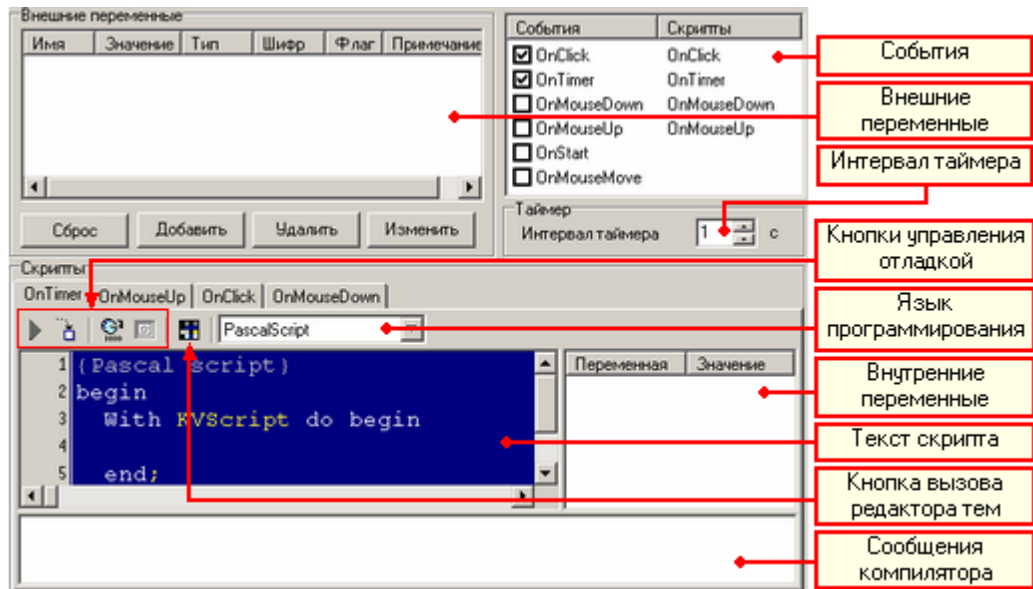 Внешние переменные
Имя Значение Тип Шифр Флаг Примечание
Сброс Добавить Удалить Изменить
События Скрипты
OnClick OnClick
OnTimer OnTimer
OnMouseDown OnMouseDown
OnMouseUp OnMouseUp
OnStart
OnMouseMove
Таймер
Интервал таймера 1 с
Скрипты
OnTimer OnMouseUp OnClick OnMouseDown
PascalScript
1 {Pascal script}
2 begin
3 With KVScript do begin
4
5 end;
Переменная Значение
События
Внешние
переменные
Интервал таймера
Кнопки управления
отладкой
Язык
программирования
Внутренние
переменные
Текст скрипта
Кнопка вызова
редактора тем
Сообщения
компилятора